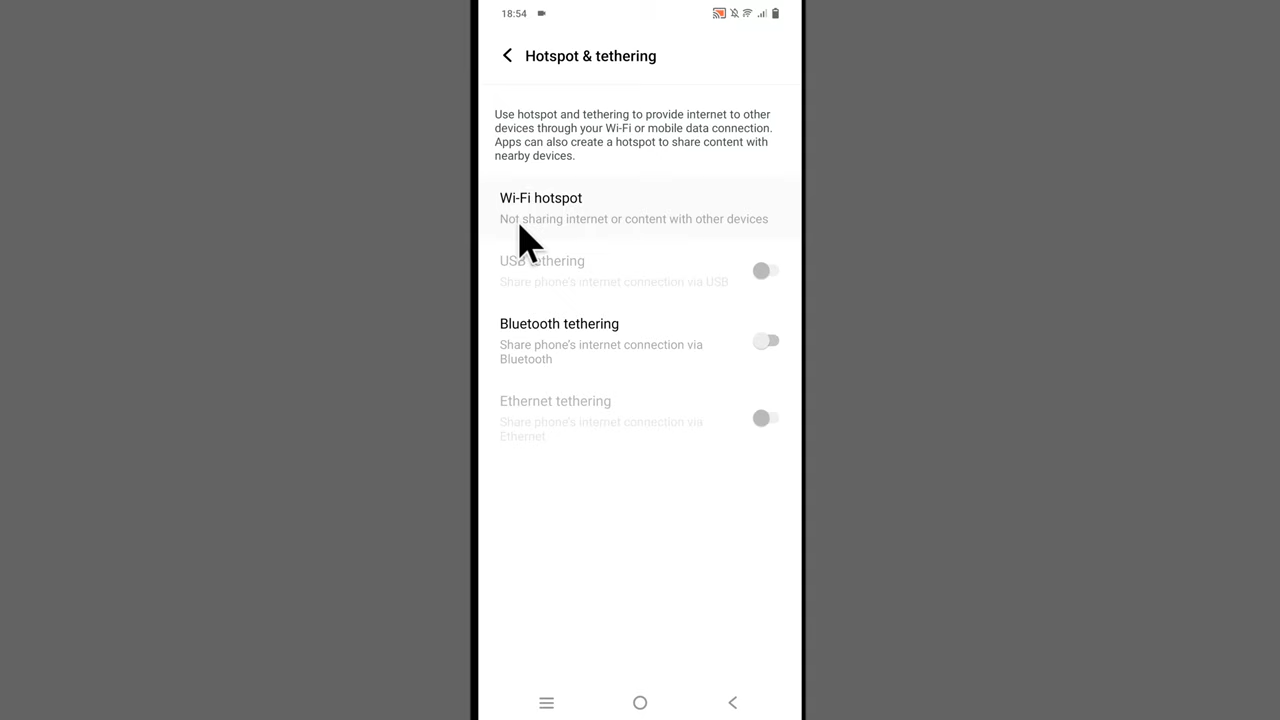 18:54
Hotspot & tethering
Use hotspot and tethering to provide internet to other
devices through your Wi-Fi or mobile data connection.
Apps can also create a hotspot to share content with
nearby devices.
Wi-Fi hotspot
Not sharing internet or content with other devices
USB tethering
Share phone's internet connection via USB
Bluetooth tethering
Share phone's internet connection via
Bluetooth
Ethernet tethering
Share phone's internet connection via
Ethernet